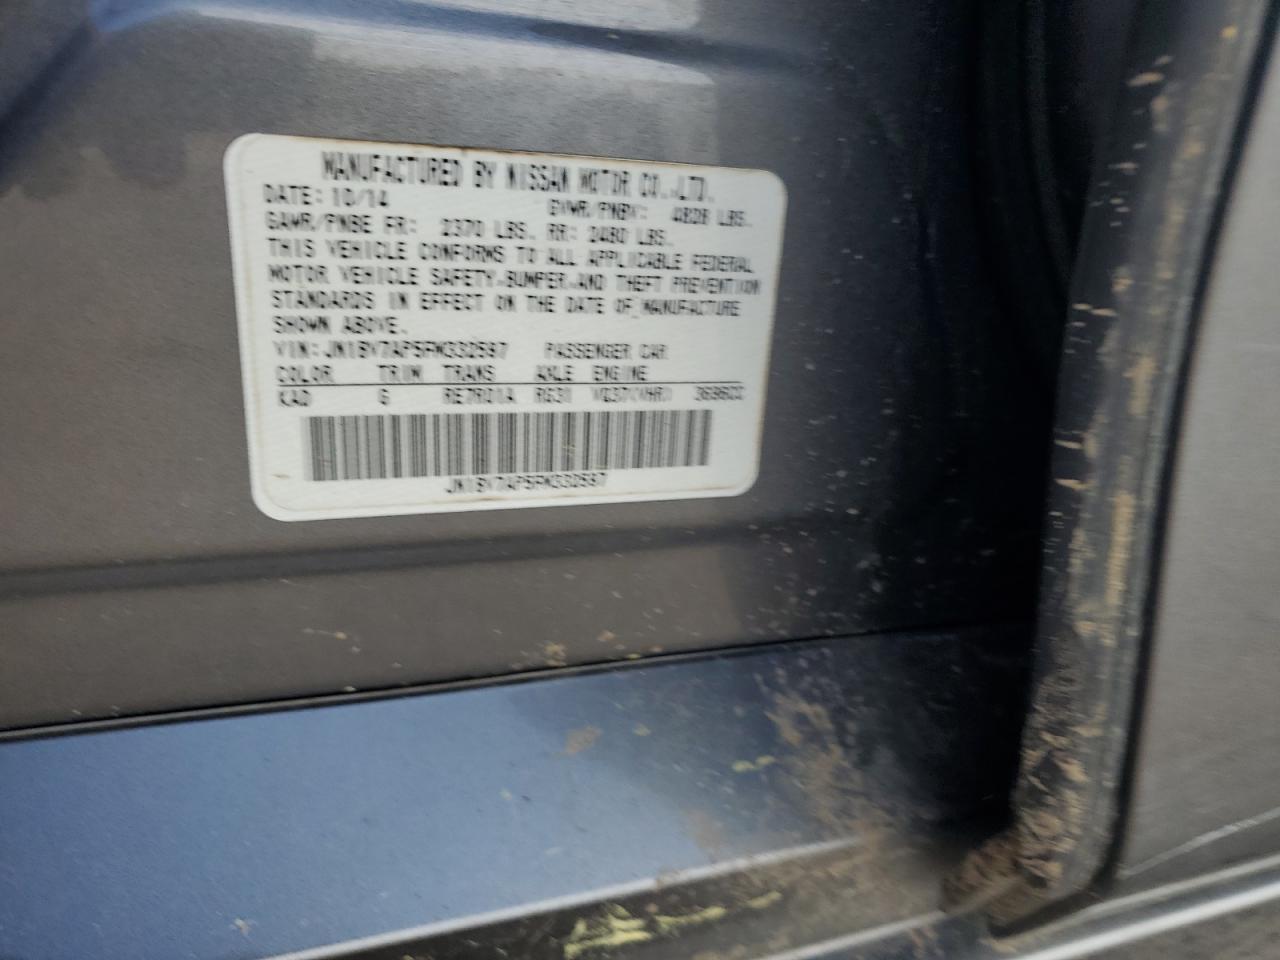 MANUFACTURED BY NISSAN MOTOR CO.,LTD.
DATE: 10/14 GVWR/PNBV: 4828 LBS.
GAWR/PNBE FR: 2370 LBS. RR: 2480 LBS.
THIS VEHICLE CONFORMS TO ALL APPLICABLE FEDERAL
MOTOR VEHICLE SAFETY,BUMPER,AND THEFT PREVENTION
STANDARDS IN EFFECT ON THE DATE OF MANUFACTURE
SHOWN ABOVE.
VIN:JN1BV7AP5FM332597 PASSENGER CAR
COLOR TRIM TRANS AXLE ENGINE
KAD G RE7R01A RG31 VQ37(VHR) 3696CC
JN1BV7AP5FM332597